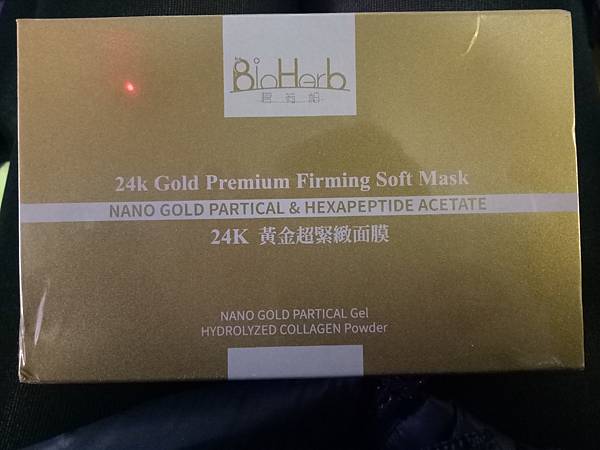 BioHerb
碧荷柏
24k Gold Premium Firming Soft Mask
NANO GOLD PARTICAL & HEXAPEPTIDE ACETATE
24K 黃金超緊緻面膜
NANO GOLD PARTICAL Gel
HYDROLYZED COLLAGEN Powder